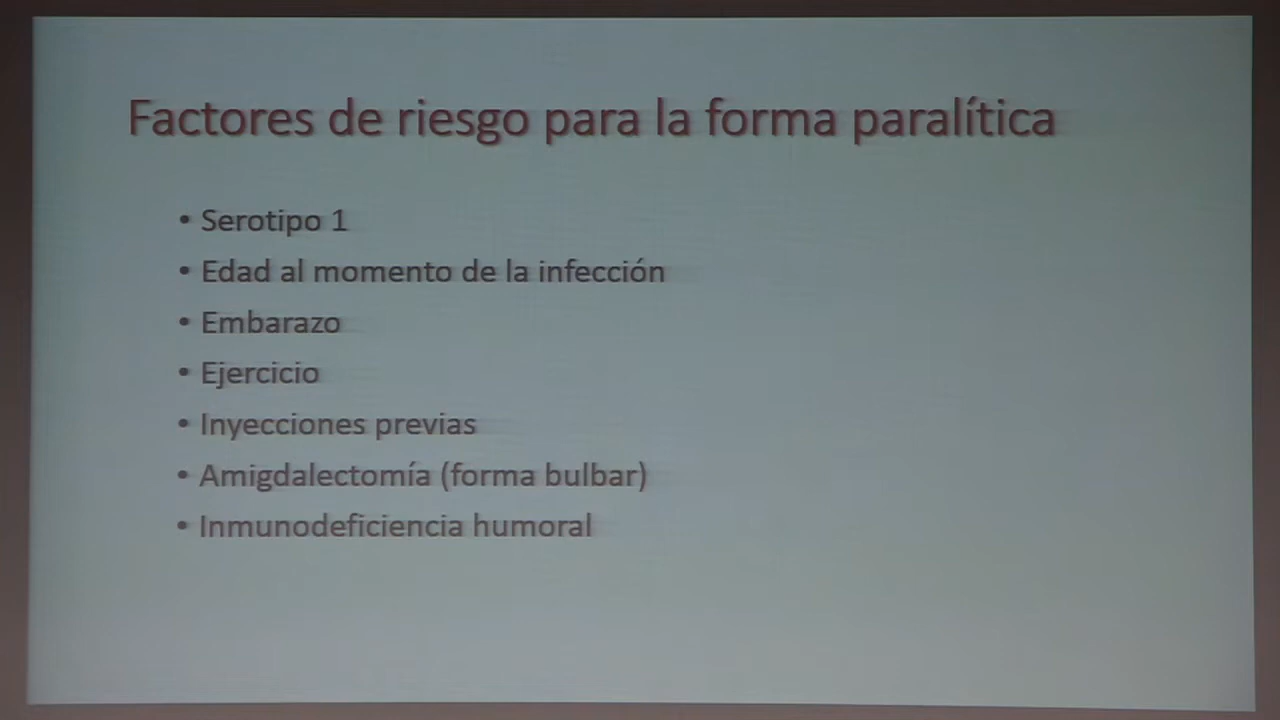 Factores de riesgo para la forma paralítica
• Serotipo 1
• Edad al momento de la infección
• Embarazo
• Ejercicio
• Inyecciones previas
• Amigdalectomía (forma bulbar)
• Inmunodeficiencia humoral